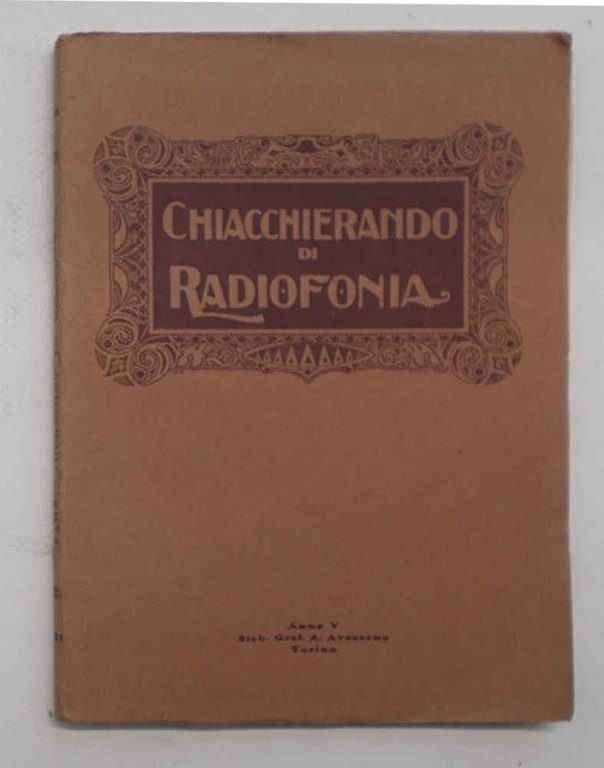 CHIACCHIERANDO
DI
RADIOFONIA
Anno V
Stab. Graf. A. Avezzano
Torino